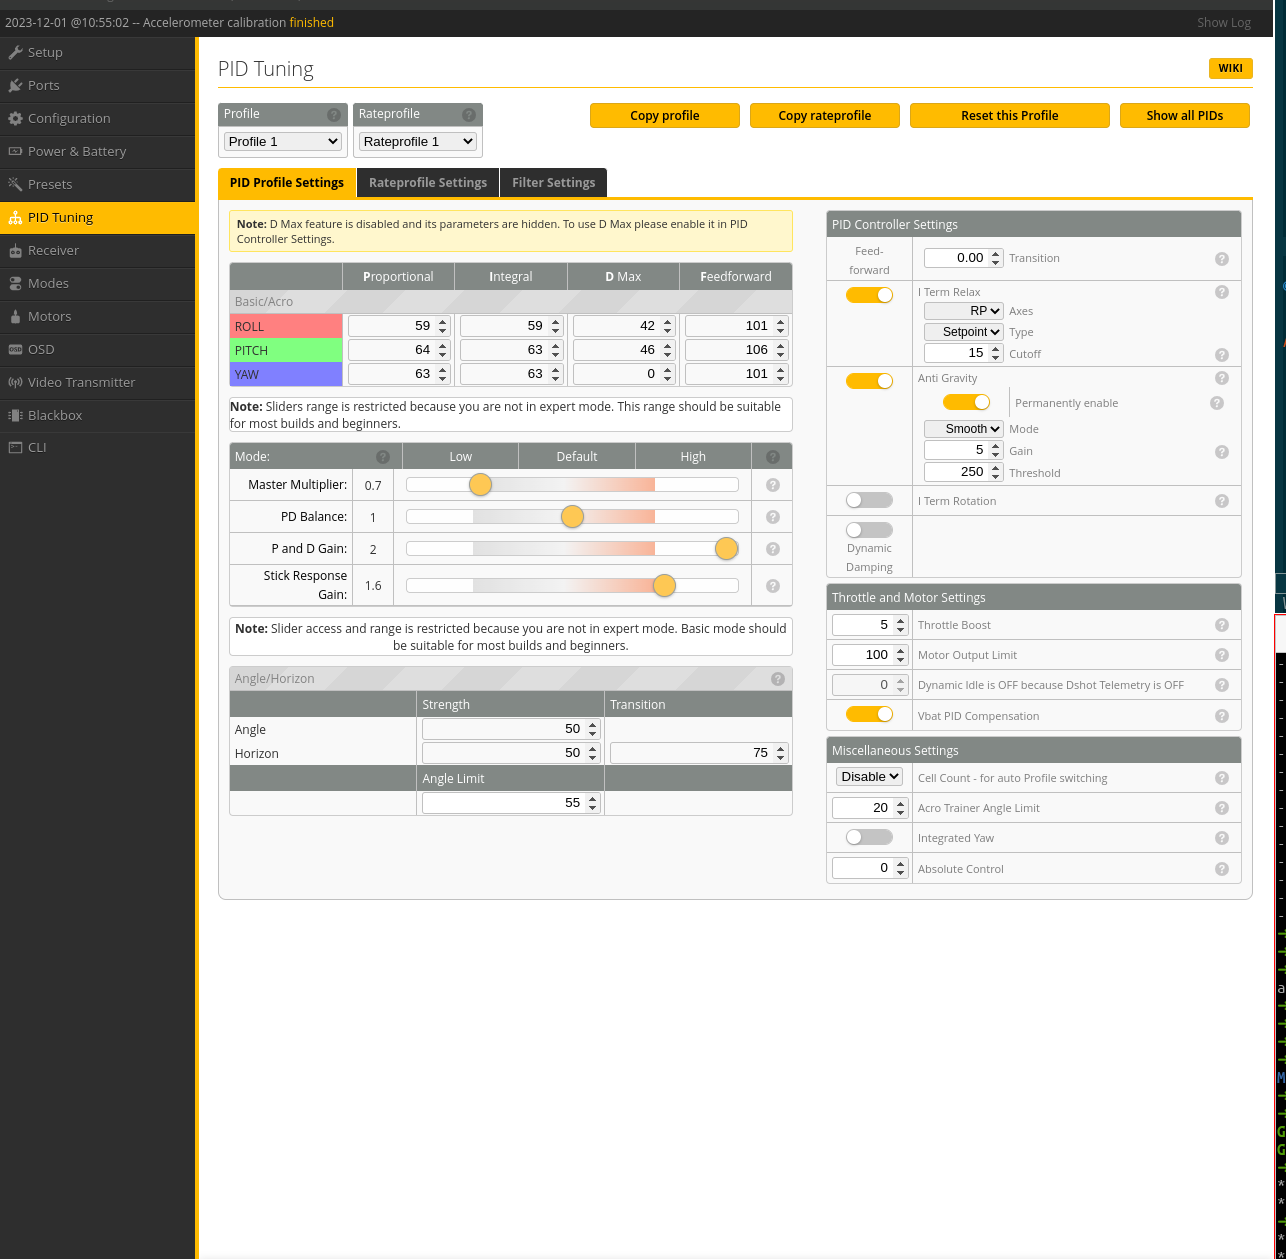 2023-12-01 @10:55:02 -- Accelerometer calibration finished
Show Log
Setup
Ports
Configuration
Power & Battery
Presets
PID Tuning
Receiver
Modes
Motors
OSD
Video Transmitter
Blackbox
CLI
PID Tuning
WIKI
Profile
Rateprofile
Profile 1
Rateprofile 1
Copy profile
Copy rateprofile
Reset this Profile
Show all PIDs
PID Profile Settings
Rateprofile Settings
Filter Settings
Note: D Max feature is disabled and its parameters are hidden. To use D Max please enable it in PID
Controller Settings.
Proportional Integral D Max Feedforward
Basic/Acro
ROLL 59 59 42 101
PITCH 64 63 46 106
YAW 63 63 0 101
Note: Sliders range is restricted because you are not in expert mode. This range should be suitable
for most builds and beginners.
Mode: Low Default High
Master Multiplier: 0.7
PD Balance: 1
P and D Gain: 2
Stick Response
Gain: 1.6
Note: Slider access and range is restricted because you are not in expert mode. Basic mode should
be suitable for most builds and beginners.
Angle/Horizon
Strength Transition
Angle 50
Horizon 50 75
Angle Limit
55
PID Controller Settings
Feed-
forward
0.00 Transition
I Term Relax
RP Axes
Setpoint Type
15 Cutoff
Anti Gravity
Permanently enable
Smooth Mode
5 Gain
250 Threshold
I Term Rotation
Dynamic
Damping
Throttle and Motor Settings
5 Throttle Boost
100 Motor Output Limit
0 Dynamic Idle is OFF because Dshot Telemetry is OFF
Vbat PID Compensation
Miscellaneous Settings
Disable Cell Count - for auto Profile switching
20 Acro Trainer Angle Limit
Integrated Yaw
0 Absolute Control